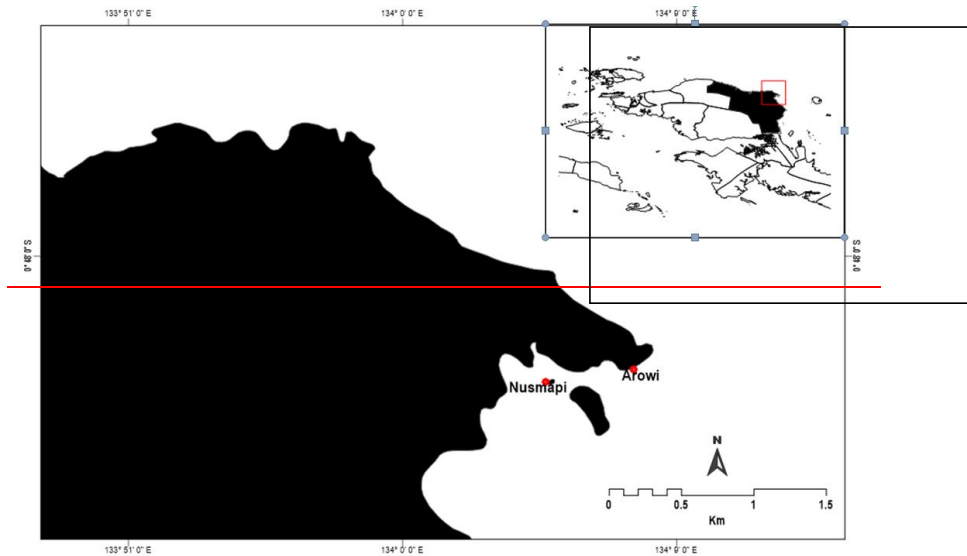 133° 51' 0" E 134° 0' 0" E 134° 9' 0" E
0° 48' 0"S 0° 48' 0"S
Nusmapi
Arowi
N
0 0.5 1 1.5
Km
133° 51' 0" E 134° 0' 0" E 134° 9' 0" E